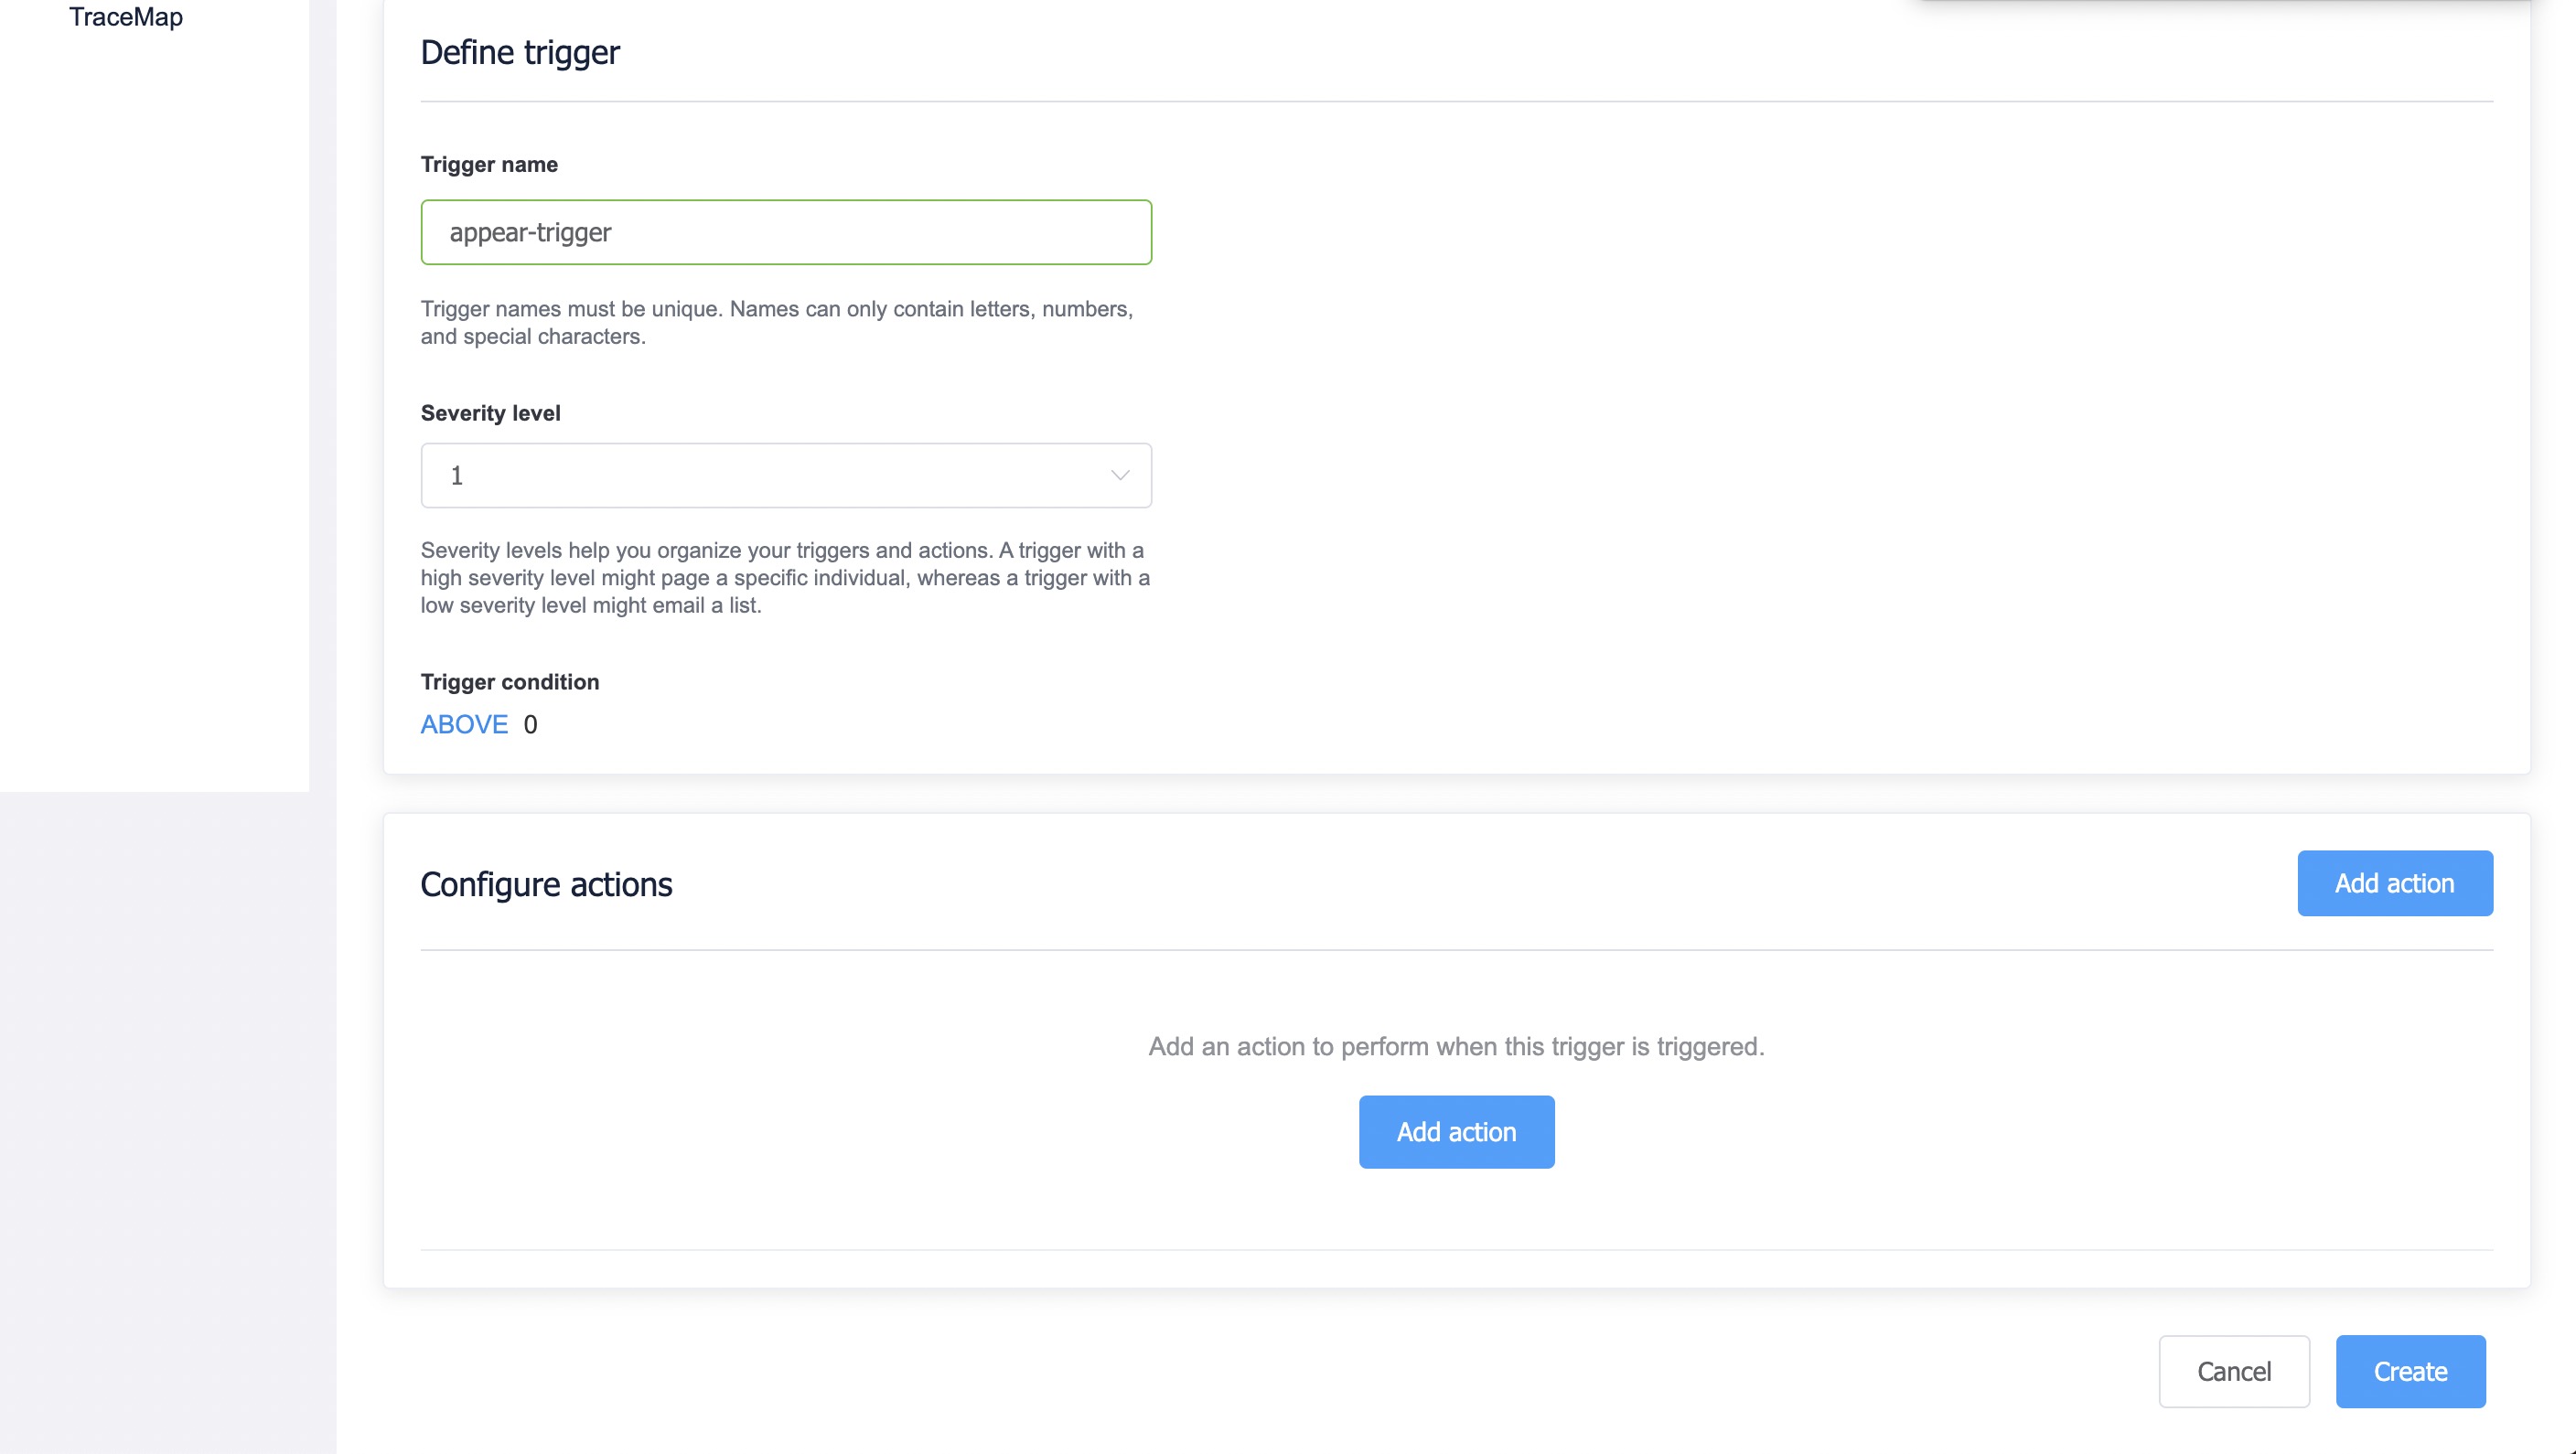 TraceMap
Define trigger
Trigger name
appear-trigger
Trigger names must be unique. Names can only contain letters, numbers,
and special characters.
Severity level
1
Severity levels help you organize your triggers and actions. A trigger with a
high severity level might page a specific individual, whereas a trigger with a
low severity level might email a list.
Trigger condition
ABOVE 0
Configure actions
Add action
Add an action to perform when this trigger is triggered.
Add action
Cancel
Create